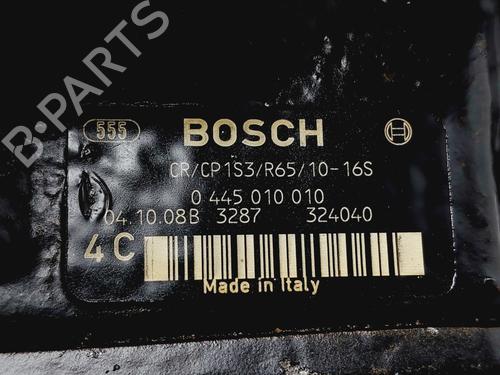 555 BOSCH
CR/CP1S3/R65/10-16S
0 445 010 010
04.10.08B 3287 324040
4 C
Made in Italy
B-PARTS